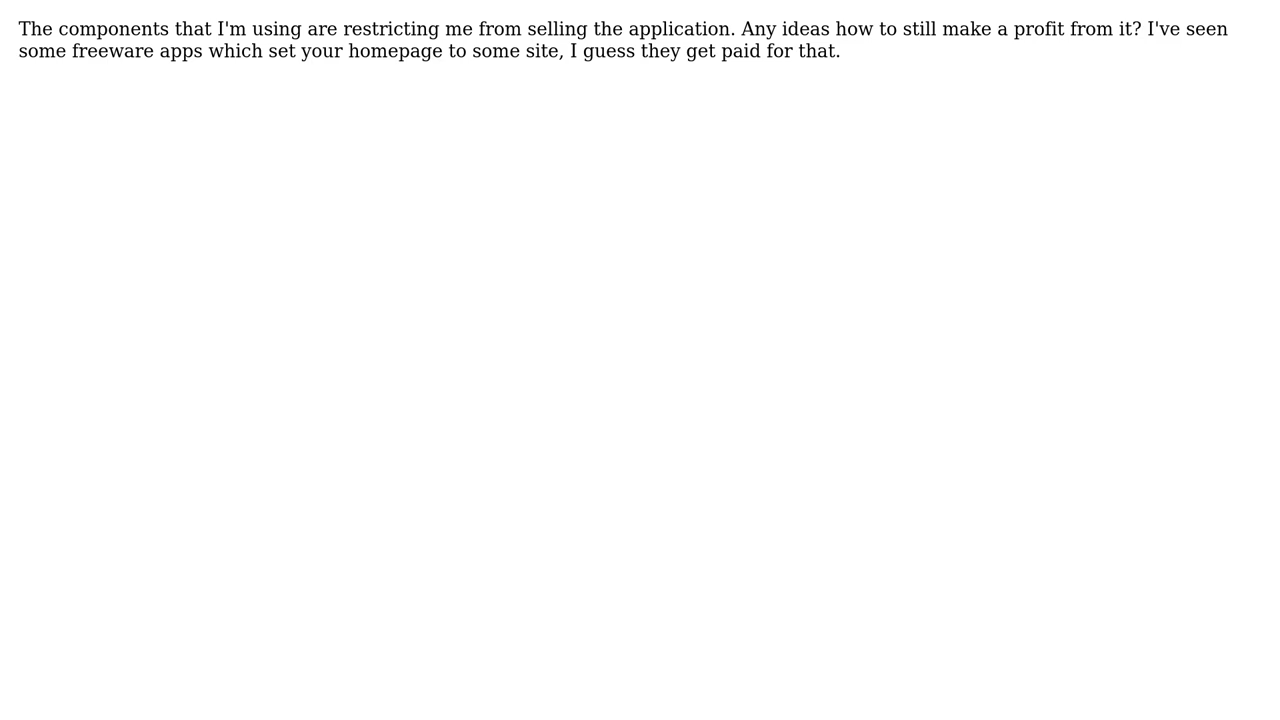 The components that I'm using are restricting me from selling the application. Any ideas how to still make a profit from it? I've seen
some freeware apps which set your homepage to some site, I guess they get paid for that.